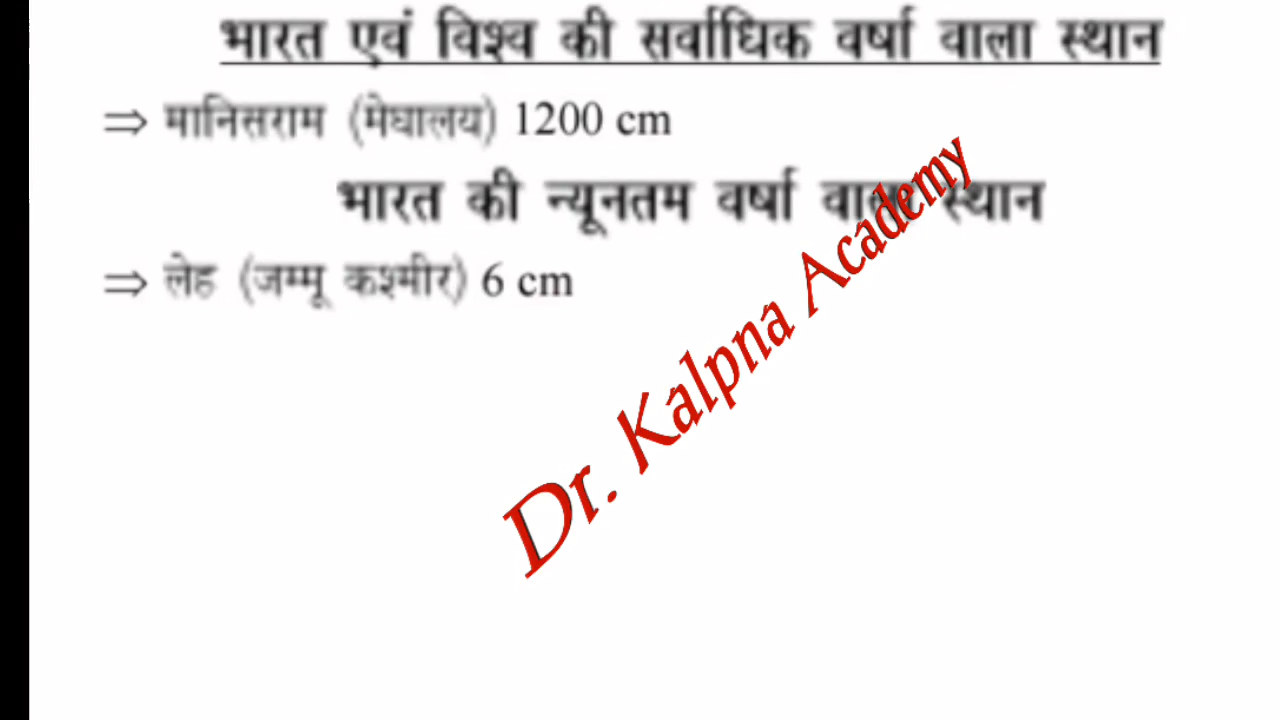 भारत एवं विश्व की सर्वाधिक वर्षा वाला स्थान
⇒ मानिसराम (मेघालय) 1200 cm
भारत की न्यूनतम वर्षा वाला स्थान
⇒ लेह (जम्मू कश्मीर) 6 cm
Dr. Kalpna Academy